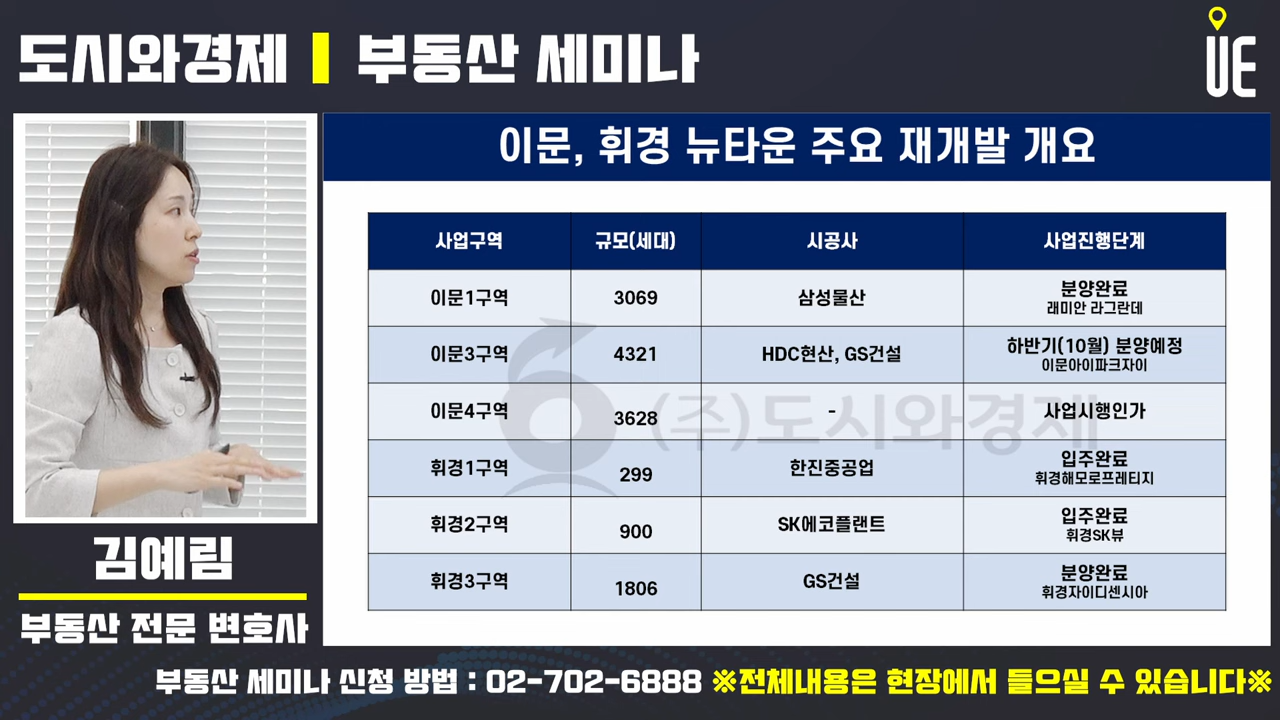 도시와경제 부동산 세미나
UE
이문, 휘경 뉴타운 주요 재개발 개요
사업구역 규모(세대) 시공사 사업진행단계
이문1구역 3069 삼성물산 분양완료
래미안 라그란데
이문3구역 4321 HDC현산, GS건설 하반기(10월) 분양예정
이문아이파크자이
이문4구역 3628 - 사업시행인가
휘경1구역 299 한진중공업 입주완료
휘경해모로프레티지
휘경2구역 900 SK에코플랜트 입주완료
휘경SK뷰
휘경3구역 1806 GS건설 분양완료
휘경자이디센시아
(주)도시와경제
김예림
부동산 전문 변호사
부동산 세미나 신청 방법 : 02-702-6888 ※전체내용은 현장에서 들으실 수 있습니다※